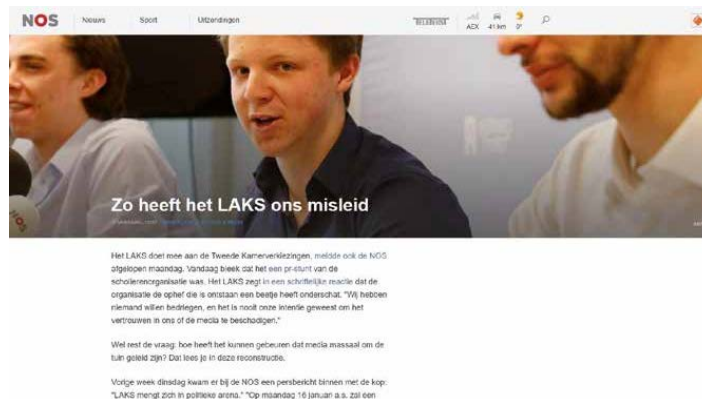 NOS Nieuws Sport Uitzendingen TELETEKST AEX 41 km 0°
NOS
Zo heeft het LAKS ons misleid
Het LAKS doet mee aan de Tweede Kamerverkiezingen, meldde ook de NOS
afgelopen maandag. Vandaag bleek dat het een pr-stunt van de
scholierenorganisatie was. Het LAKS zegt in een schriftelijke reactie dat de
organisatie de ophef die is ontstaan een beetje heeft onderschat. "Wij hebben
niemand willen bedriegen, en het is nooit onze intentie geweest om het
vertrouwen in ons of de media te beschadigen."
Wel rest de vraag: hoe heeft het kunnen gebeuren dat media massaal om de
tuin geleid zijn? Dat lees je in deze reconstructie.
Vorige week dinsdag kwam er bij de NOS een persbericht binnen met de kop:
"LAKS mengt zich in politieke arena." "Op maandag 16 januari a.s. zal een